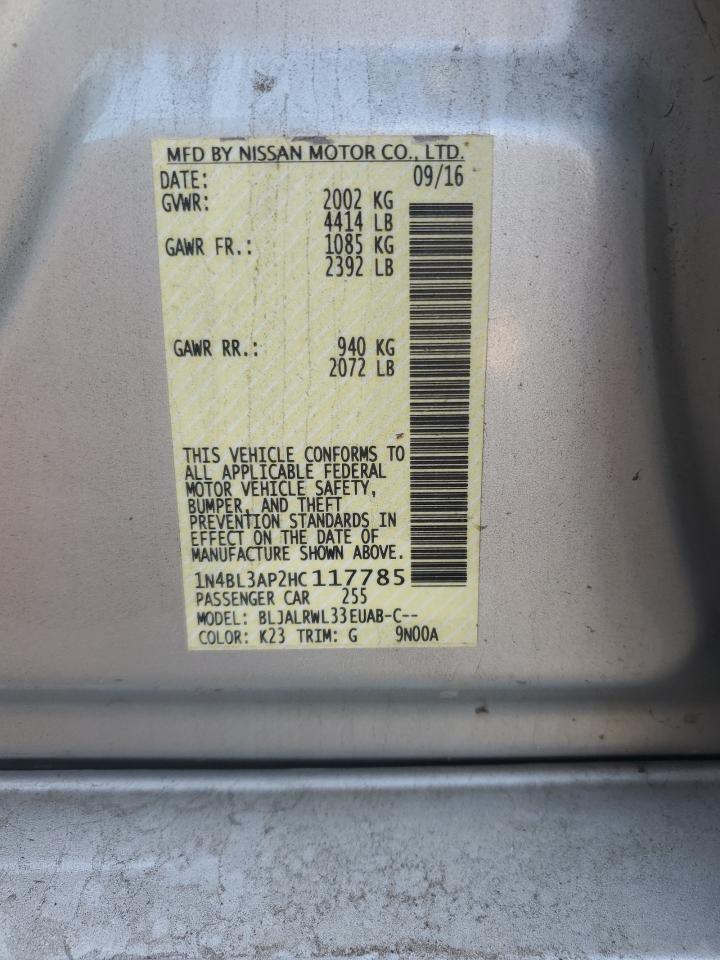 MFD BY NISSAN MOTOR CO., LTD.
DATE: 09/16
GVWR: 2002 KG
4414 LB
GAWR FR.: 1085 KG
2392 LB
GAWR RR.: 940 KG
2072 LB
THIS VEHICLE CONFORMS TO
ALL APPLICABLE FEDERAL
MOTOR VEHICLE SAFETY,
BUMPER, AND THEFT
PREVENTION STANDARDS IN
EFFECT ON THE DATE OF
MANUFACTURE SHOWN ABOVE.
1N4BL3AP2HC117785
PASSENGER CAR 255
MODEL: BLJALRWL33EUAB-C--
COLOR: K23 TRIM: G 9N00A